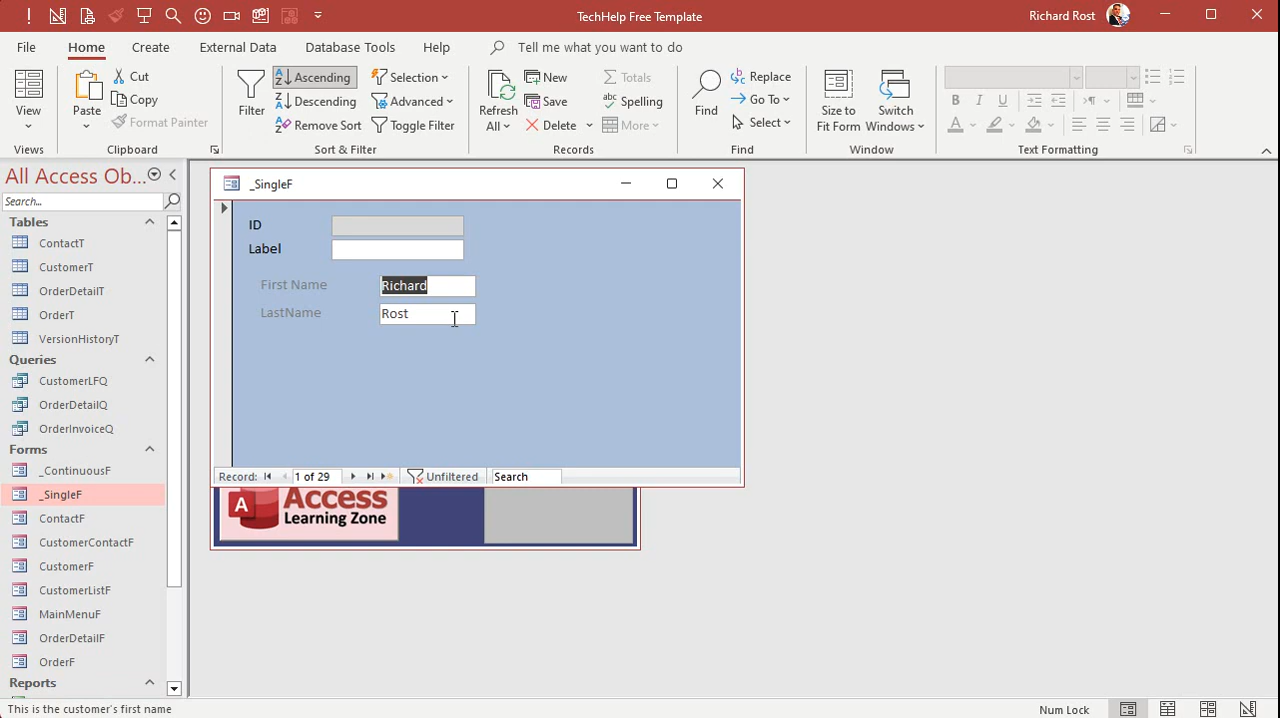 TechHelp Free Template
Richard Rost
File Home Create External Data Database Tools Help Tell me what you want to do
View
Views
Paste
Cut
Copy
Format Painter
Clipboard
Filter
Ascending
Descending
Remove Sort
Selection
Advanced
Toggle Filter
Sort & Filter
Refresh
All
New
Save
Delete
Totals
Spelling
More
Records
Find
Replace
Go To
Select
Find
Size to
Fit Form
Switch
Windows
Window
B I U
A
Text Formatting
All Access Ob...
Search...
Tables
ContactT
CustomerT
OrderDetailT
OrderT
VersionHistoryT
Queries
CustomerLFQ
OrderDetailQ
OrderInvoiceQ
Forms
_ContinuousF
_SingleF
ContactF
CustomerContactF
CustomerF
CustomerListF
MainMenuF
OrderDetailF
OrderF
Reports
_SingleF
ID
Label
First Name Richard
LastName Rost
Record: 1 of 29 Unfiltered Search
A Access
Learning Zone
This is the customer's first name
Num Lock